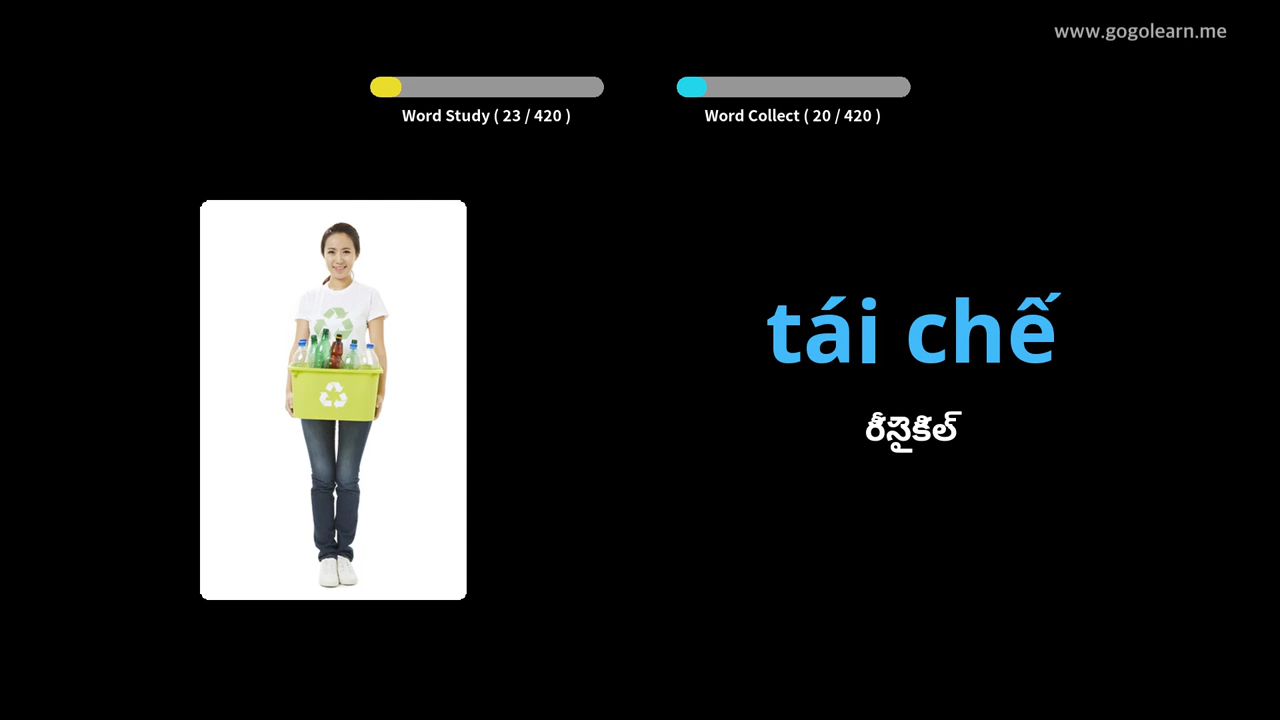 www.gogolearn.me
Word Study ( 23 / 420 )
Word Collect ( 20 / 420 )
tái chế
రీసైకిల్